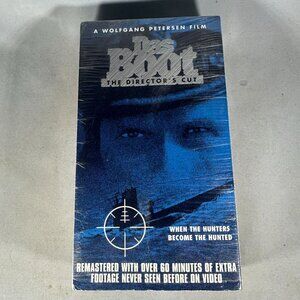 A WOLFGANG PETERSEN FILM
Das
Boot
THE DIRECTOR'S CUT
WHEN THE HUNTERS
BECOME THE HUNTED
REMASTERED WITH OVER 60 MINUTES OF EXTRA
FOOTAGE NEVER SEEN BEFORE ON VIDEO